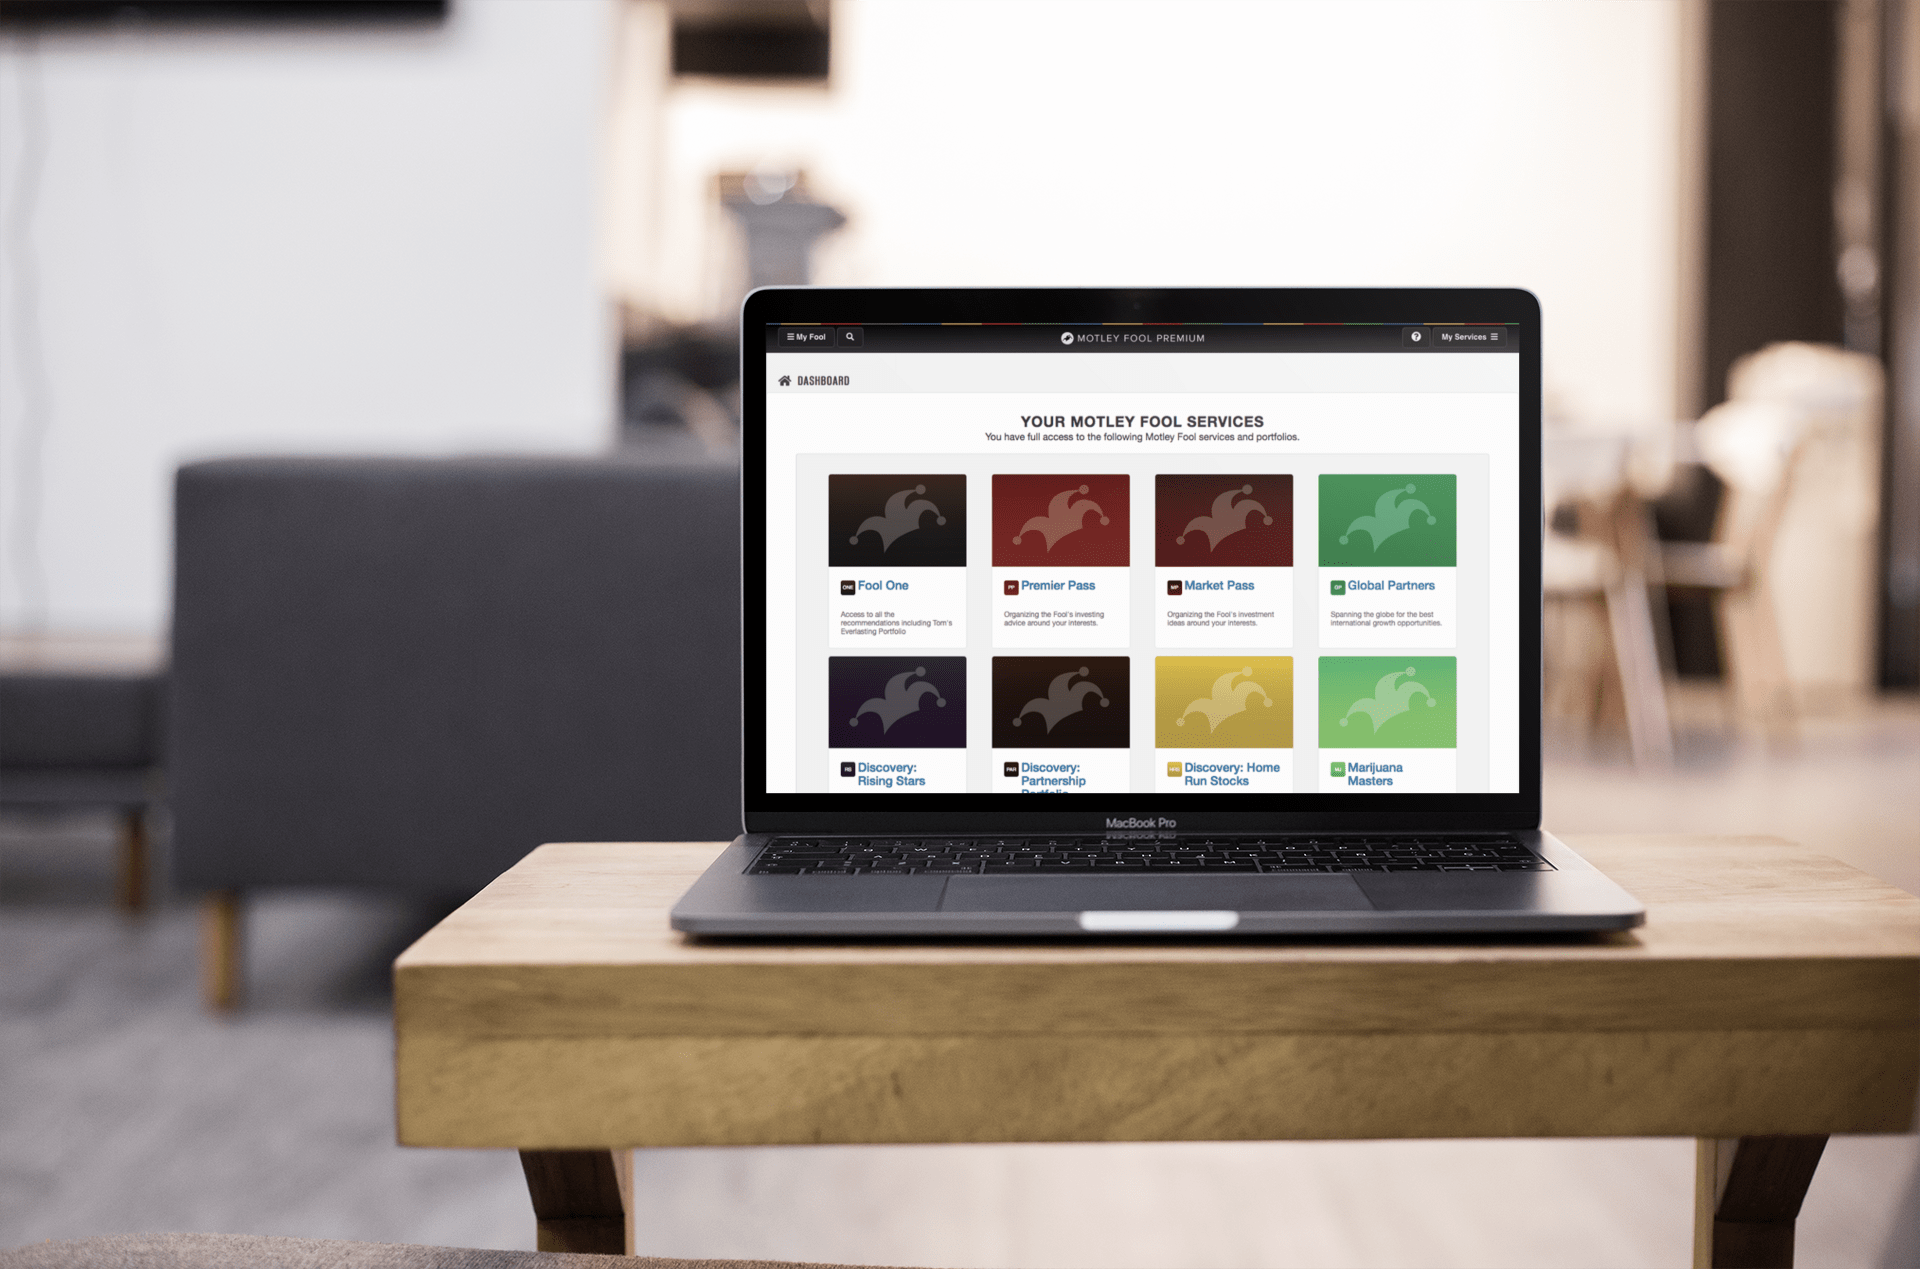 My Fool
MOTLEY FOOL PREMIUM
?
My Services
DASHBOARD
YOUR MOTLEY FOOL SERVICES
You have full access to the following Motley Fool services and portfolios.
ONE Fool One
PP Premier Pass
MP Market Pass
GP Global Partners
Access to all the
recommendations including Tom's
Everlasting Portfolio
Organizing the Fool's investing
advice around your interests.
Organizing the Fool's investment
ideas around your interests.
Spanning the globe for the best
international growth opportunities.
RS Discovery:
Rising Stars
PAR Discovery:
Partnership
Portfolio
HRS Discovery: Home
Run Stocks
MJ Marijuana
Masters
MacBook Pro